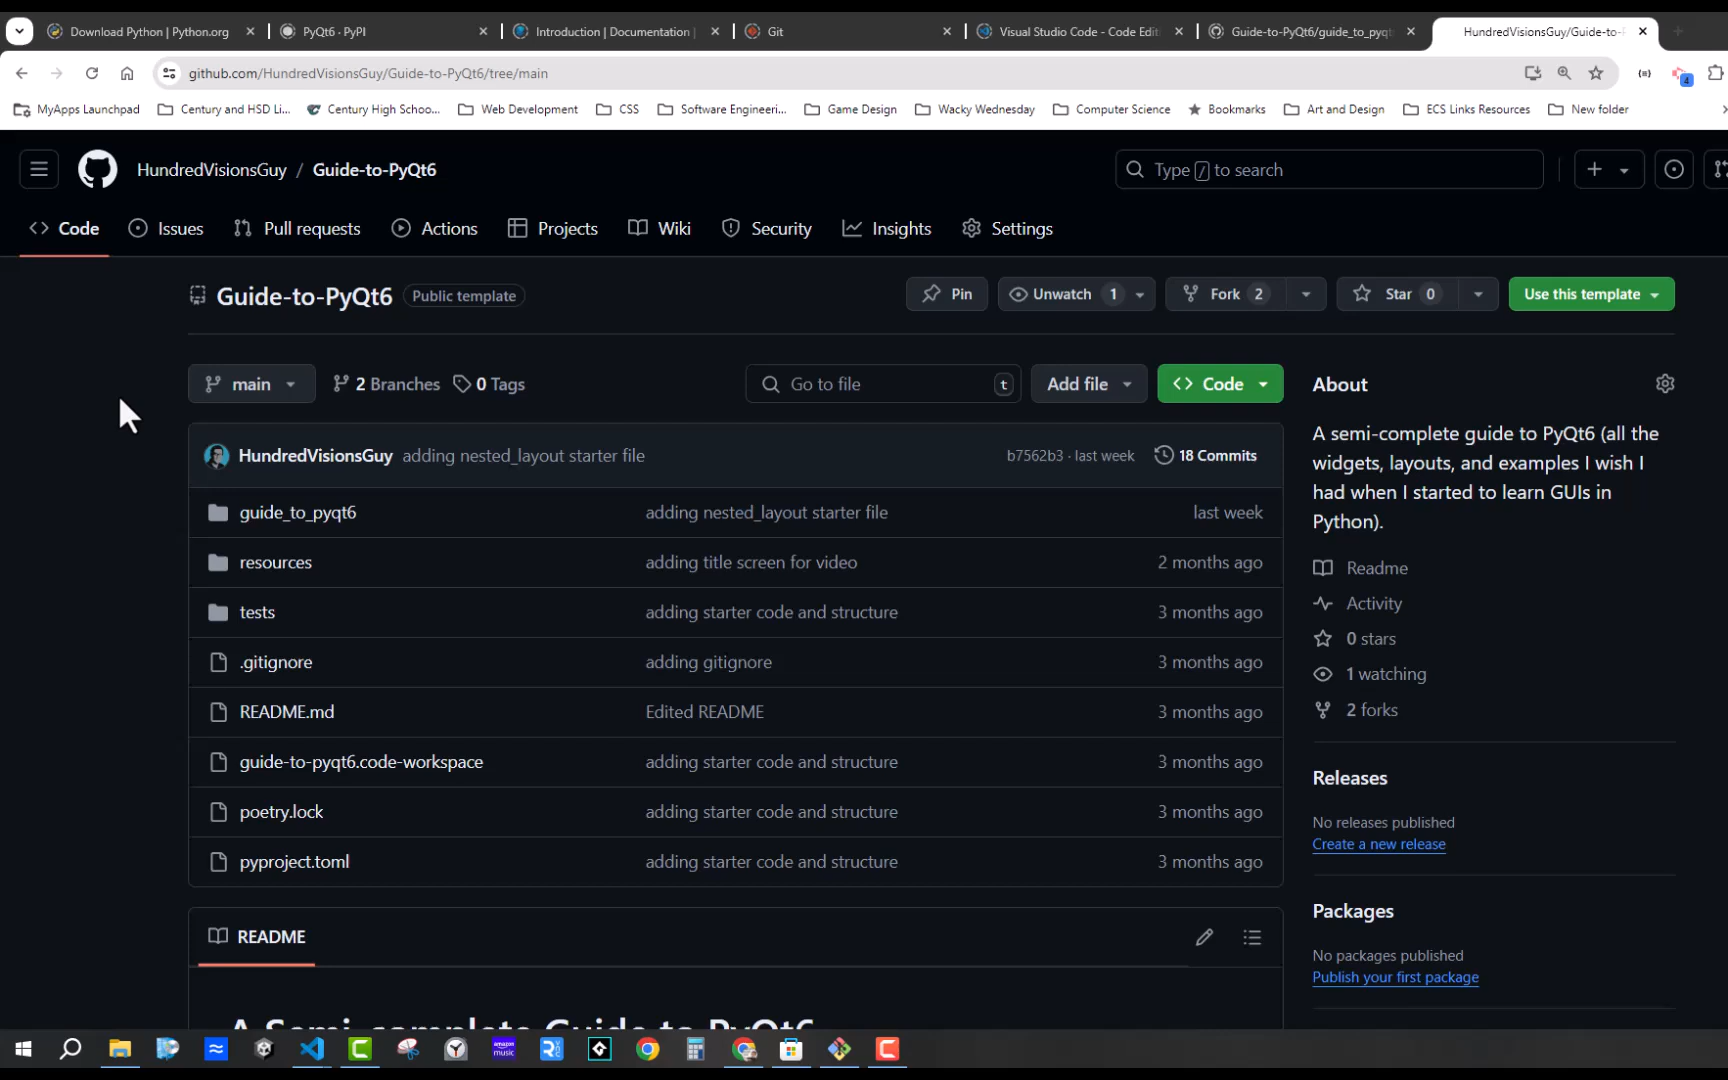 Download Python | Python.org
PyQt6 · PyPI
Introduction | Documentation |
Git
Visual Studio Code - Code Edit
Guide-to-PyQt6/guide_to_pyqt
HundredVisionsGuy/Guide-to-
github.com/HundredVisionsGuy/Guide-to-PyQt6/tree/main
4
MyApps Launchpad
Century and HSD Li...
Century High Schoo...
Web Development
CSS
Software Engineeri...
Game Design
Wacky Wednesday
Computer Science
Bookmarks
Art and Design
ECS Links Resources
New folder
HundredVisionsGuy / Guide-to-PyQt6
Type / to search
Code
Issues
Pull requests
Actions
Projects
Wiki
Security
Insights
Settings
Guide-to-PyQt6
Public template
Pin
Unwatch 1
Fork 2
Star 0
Use this template
main
2 Branches
0 Tags
Go to file
t
Add file
Code
HundredVisionsGuy adding nested_layout starter file
b7562b3 · last week
18 Commits
guide_to_pyqt6
adding nested_layout starter file
last week
resources
adding title screen for video
2 months ago
tests
adding starter code and structure
3 months ago
.gitignore
adding gitignore
3 months ago
README.md
Edited README
3 months ago
guide-to-pyqt6.code-workspace
adding starter code and structure
3 months ago
poetry.lock
adding starter code and structure
3 months ago
pyproject.toml
adding starter code and structure
3 months ago
README
A Semi-complete Guide to PyQt6
About
A semi-complete guide to PyQt6 (all the
widgets, layouts, and examples I wish I
had when I started to learn GUIs in
Python).
Readme
Activity
0 stars
1 watching
2 forks
Releases
No releases published
Create a new release
Packages
No packages published
Publish your first package
amazon
music